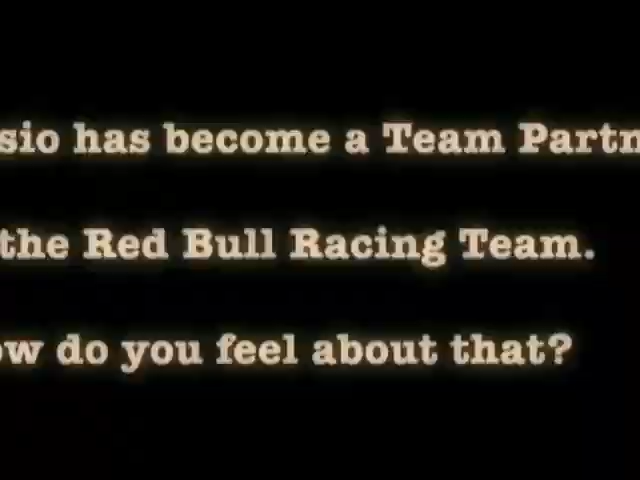 sio has become a Team Partn
the Red Bull Racing Team.
ow do you feel about that?